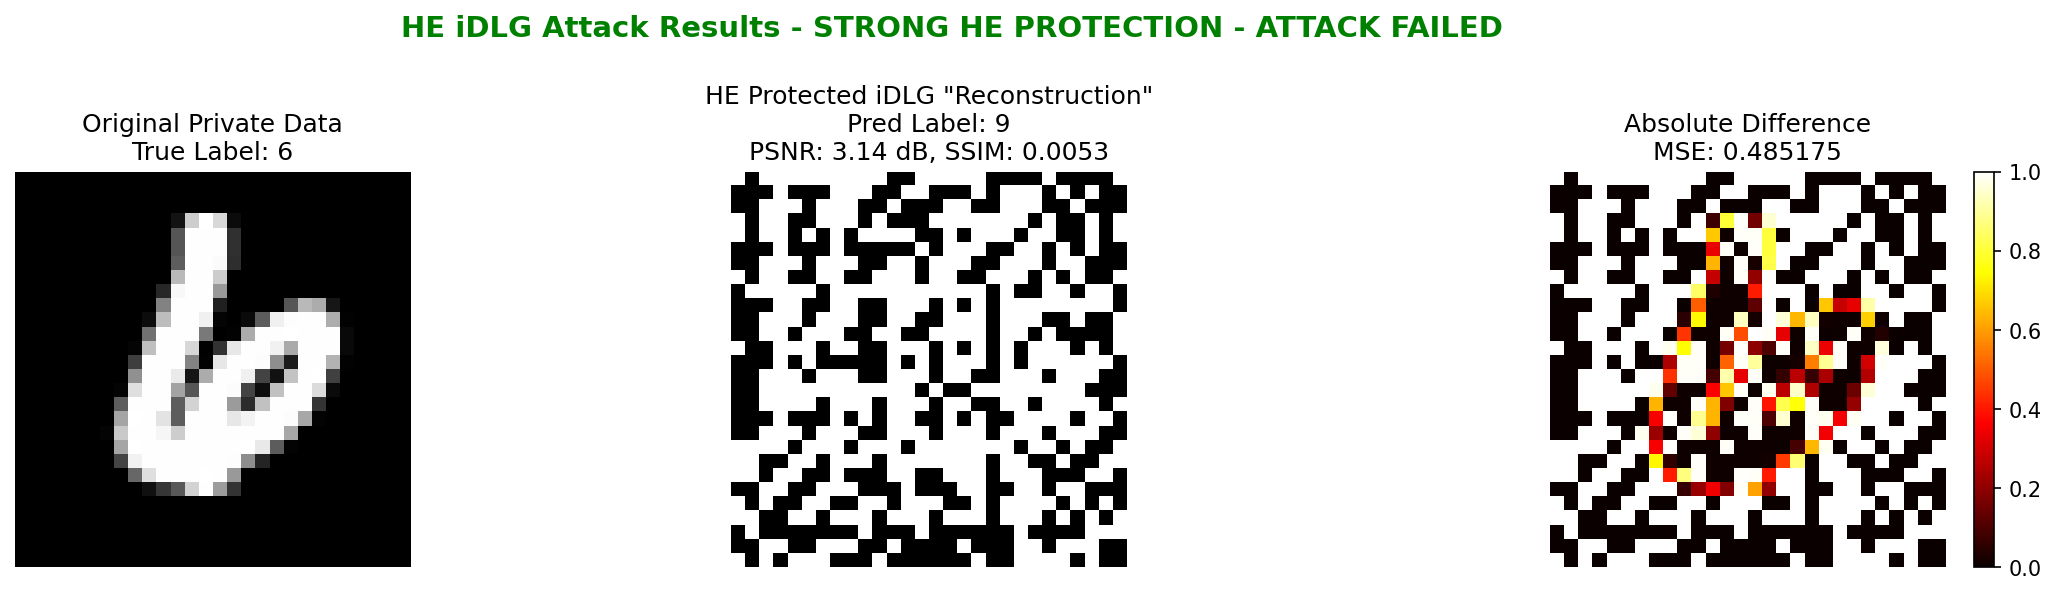 HE iDLG Attack Results - STRONG HE PROTECTION - ATTACK FAILED
Original Private Data
True Label: 6
HE Protected iDLG "Reconstruction"
Pred Label: 9
PSNR: 3.14 dB, SSIM: 0.0053
Absolute Difference
MSE: 0.485175
1.0
0.8
0.6
0.4
0.2
0.0